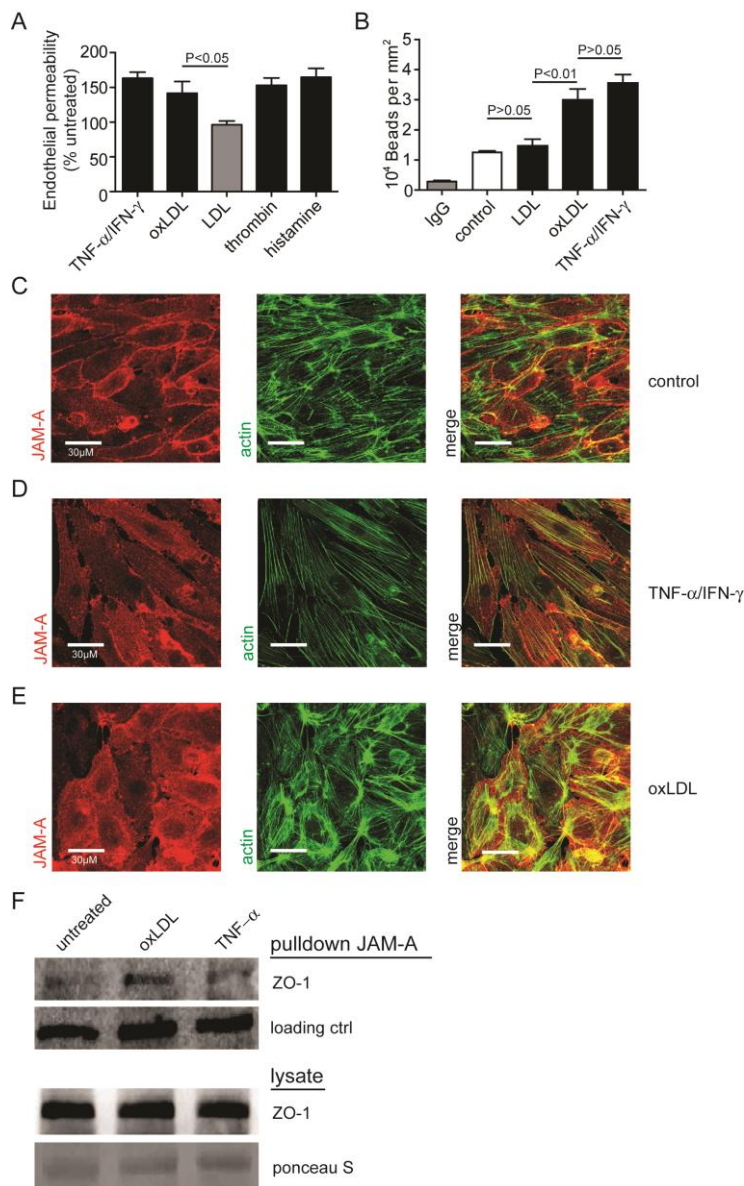 A
Endothelial permeability
(% untreated)
200
150
100
50
0
P<0.05
TNF-α/IFN-γ
oxLDL
LDL
thrombin
histamine
B
10⁴ Beads per mm²
4
3
2
1
0
P>0.05
P<0.01
P>0.05
IgG
control
LDL
oxLDL
TNF-α/IFN-γ
C
JAM-A
30µM
actin
merge
control
D
JAM-A
30µM
actin
merge
TNF-α/IFN-γ
E
JAM-A
30µM
actin
merge
oxLDL
F
untreated
oxLDL
TNF-α
pulldown JAM-A
ZO-1
loading ctrl
lysate
ZO-1
ponceau S